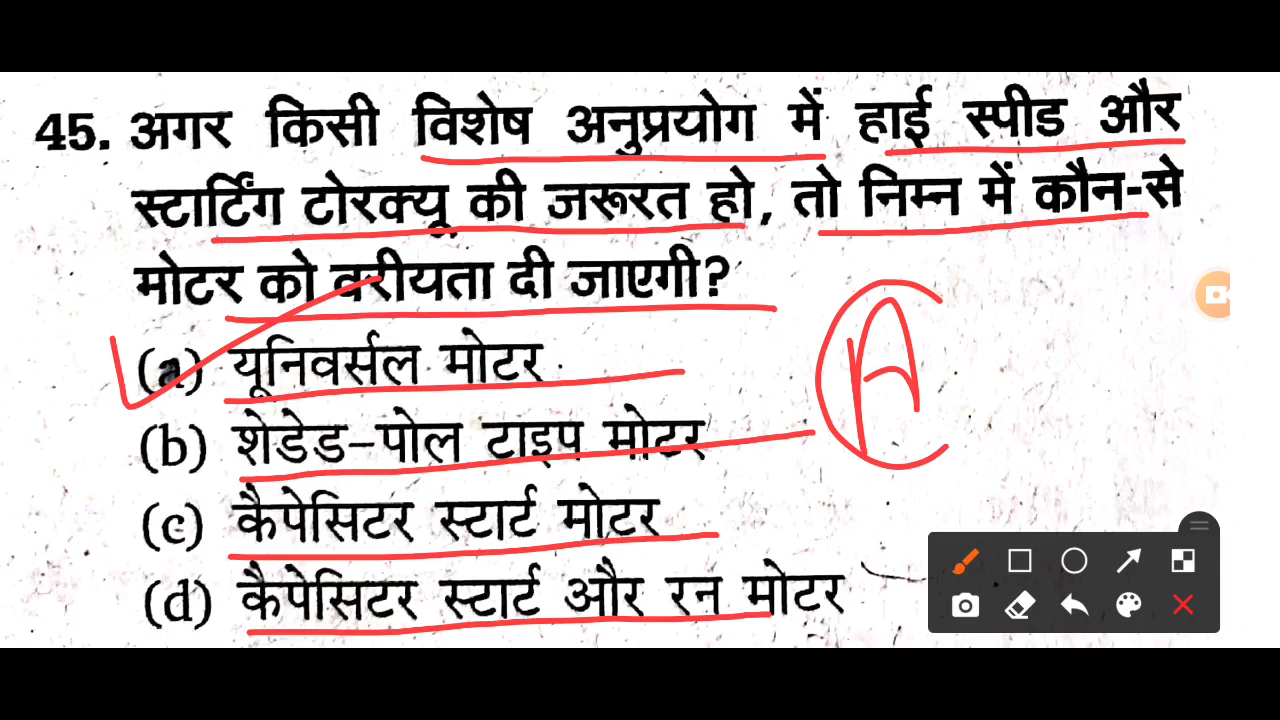 45. अगर किसी विशेष अनुप्रयोग में हाई स्पीड और
स्टार्टिंग टोरक्यू की जरूरत हो, तो निम्न में कौन-से
मोटर को वरीयता दी जाएगी?
(a) यूनिवर्सल मोटर
A
(b) शेडेड-पोल टाइप मोटर
(c) कैपेसिटर स्टार्ट मोटर
(d) कैपेसिटर स्टार्ट और रन मोटर